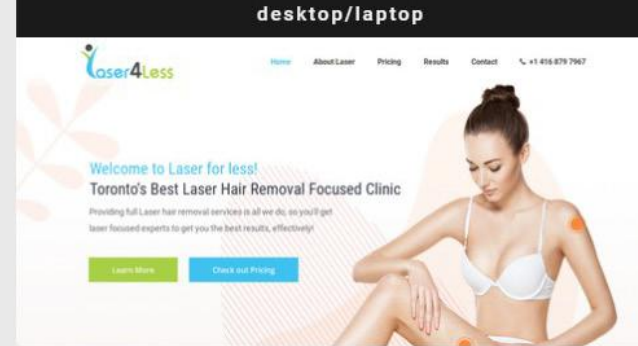 desktop/laptop
Laser4Less
Home About Laser Pricing Results Contact +1 416 879 7967
Welcome to Laser for less!
Toronto's Best Laser Hair Removal Focused Clinic
Providing full Laser hair removal services is all we do, so you'll get
laser focused experts to get you the best results, effectively!
Learn More Check out Pricing